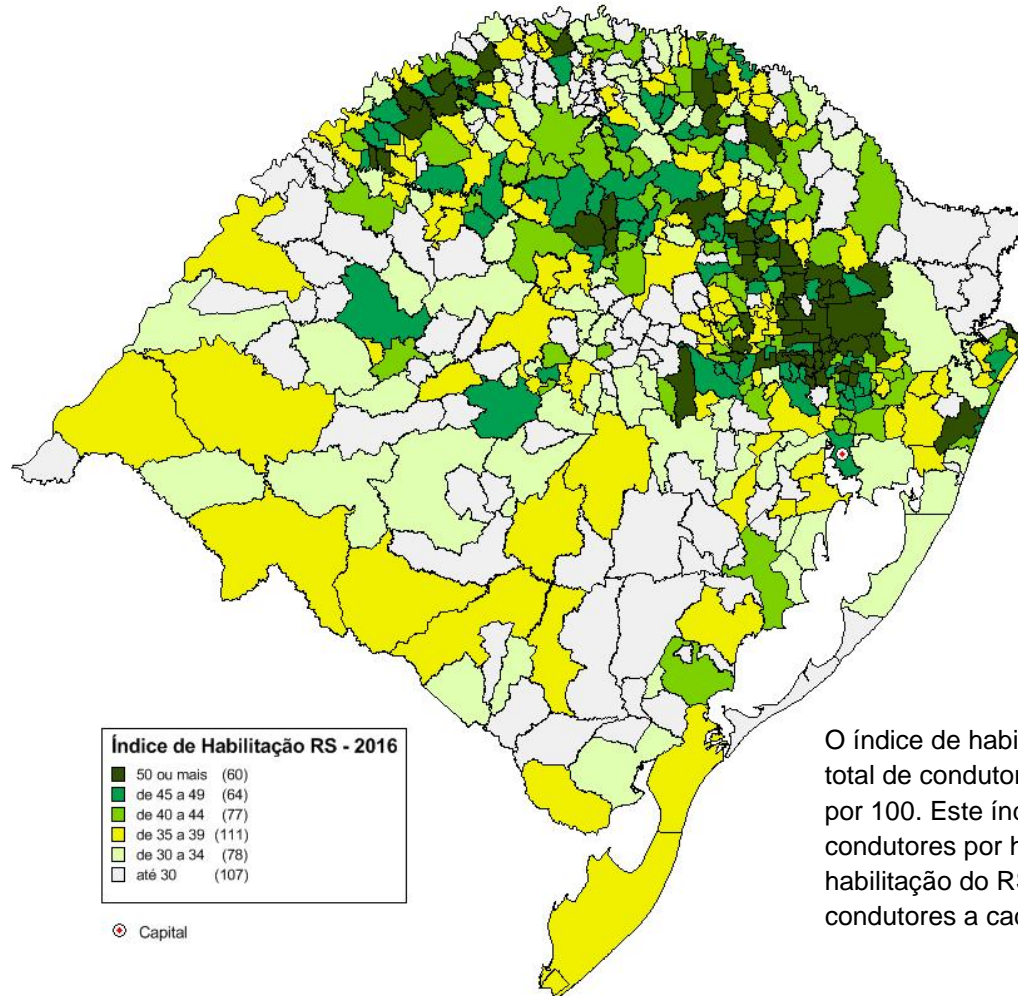 Índice de Habilitação RS - 2016
50 ou mais (60)
de 45 a 49 (64)
de 40 a 44 (77)
de 35 a 39 (111)
de 30 a 34 (78)
até 30 (107)
Capital
O índice de habi
total de condutor
por 100. Este índ
condutores por h
habilitação do RS
condutores a cad